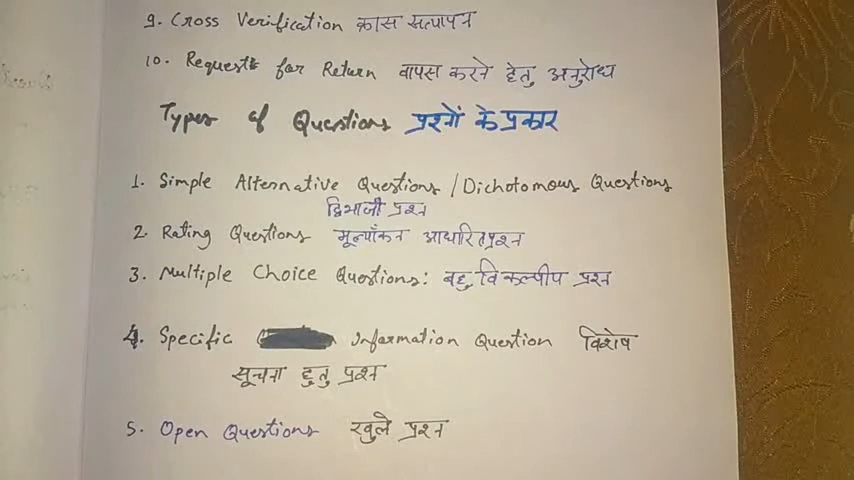 9. Cross Verification क्रास सत्यापन
10. Request for Return वापस करने हेतु अनुरोध
Types of Questions प्रश्नों के प्रकार
1. Simple Alternative Questions / Dichotomous Questions
द्विभाजी प्रश्न
2. Rating Questions मूल्यांकन आधारित प्रश्न
3. Multiple Choice Questions: बहु विकल्पीय प्रश्न
4. Specific Information Question विशेष
सूचना हुतु प्रश्न
5. Open Questions खुले प्रश्न